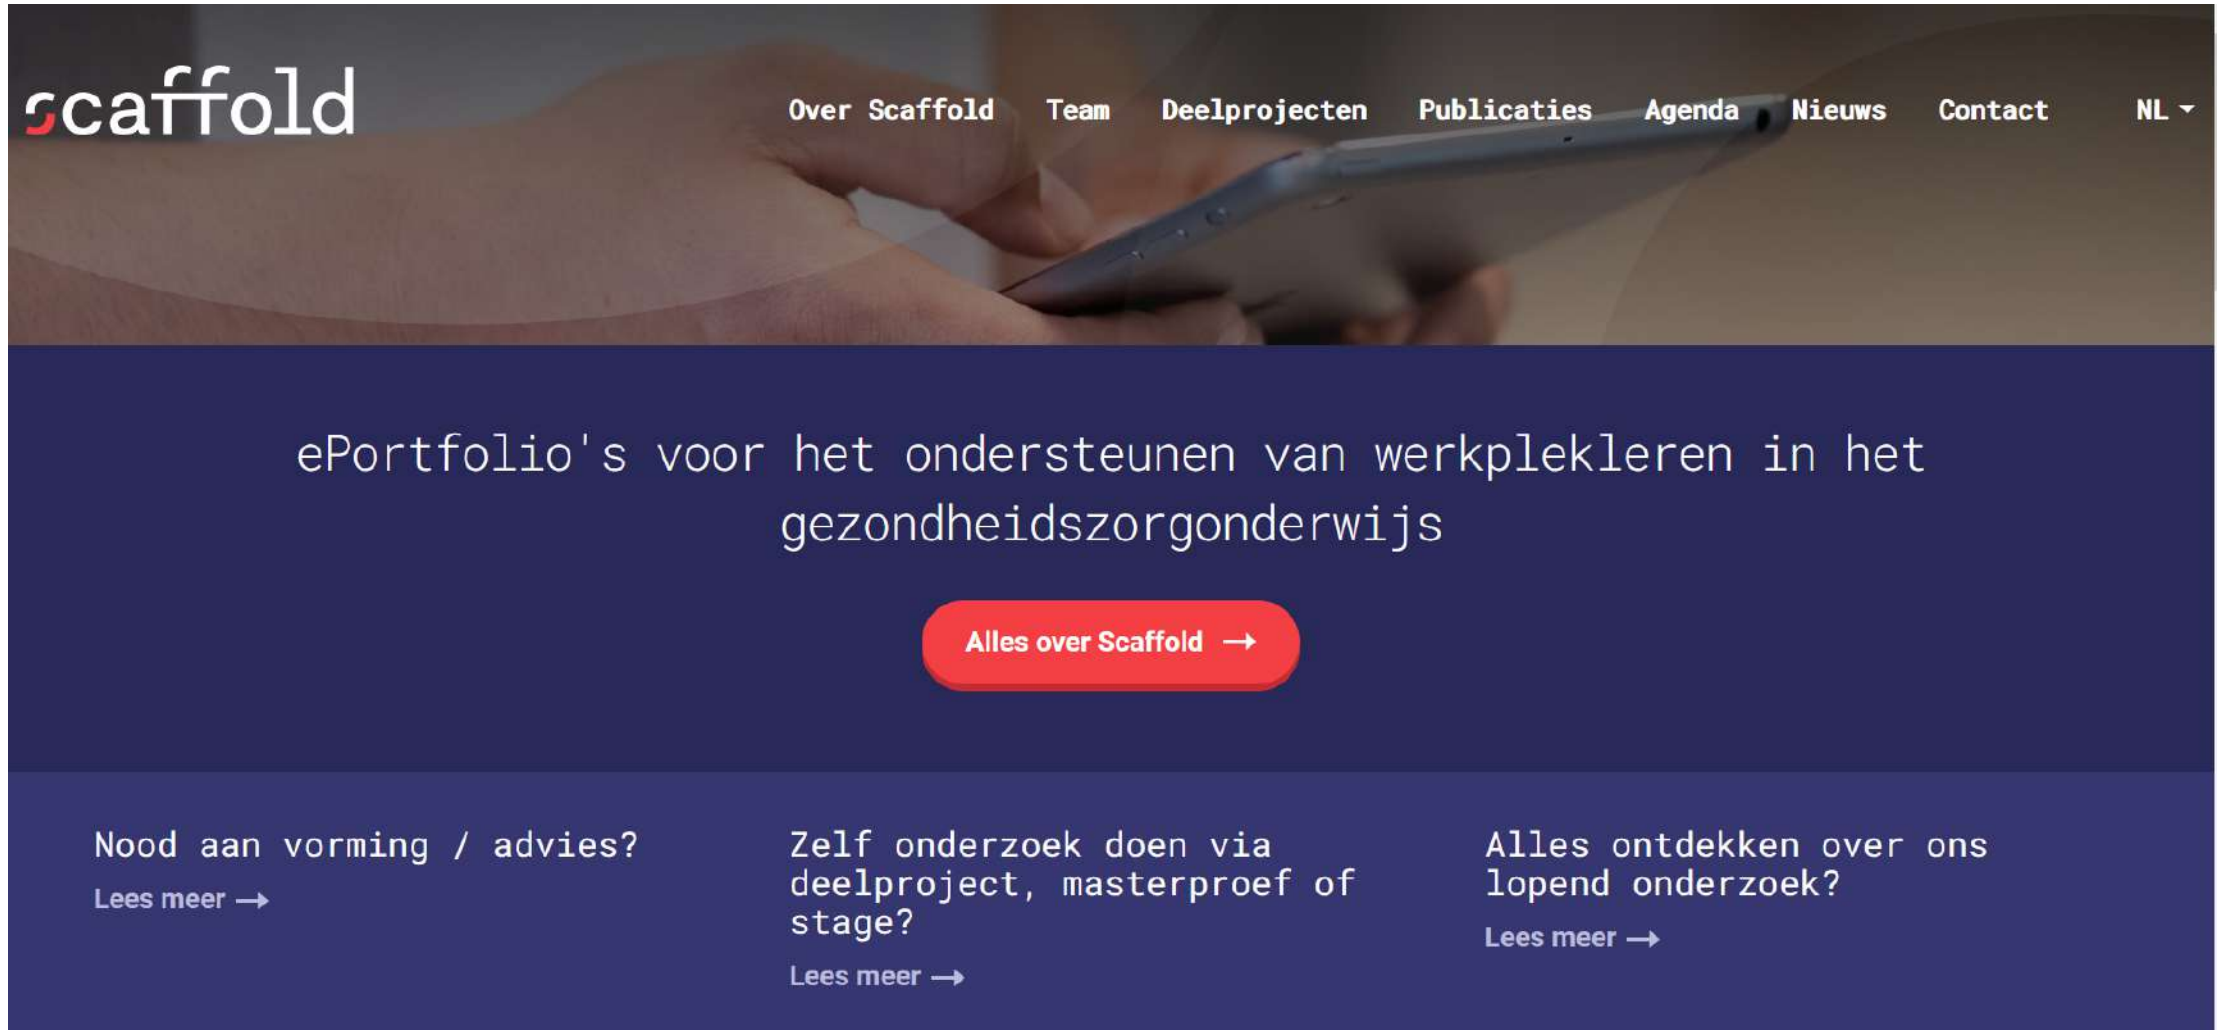 scaffold
Over Scaffold Team Deelprojecten Publicaties Agenda Nieuws Contact NL
ePortfolio's voor het ondersteunen van werkplekleren in het
gezondheidszorgonderwijs
Alles over Scaffold →
Nood aan vorming / advies?
Lees meer →
Zelf onderzoek doen via
deelproject, masterproef of
stage?
Lees meer →
Alles ontdekken over ons
lopend onderzoek?
Lees meer →